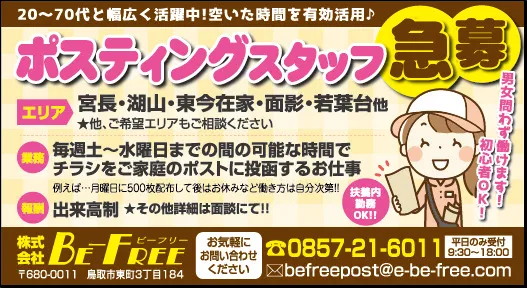 20～70代と幅広く活躍中!空いた時間を有効活用♪
ポスティングスタッフ
急募
エリア
宮長・湖山・東今在家・面影・若葉台他
★他、ご希望エリアもご相談ください
業務
毎週土～水曜日までの間の可能な時間で
チラシをご家庭のポストに投函するお仕事
例えば…月曜日に500枚配布して後はお休みなど働き方は自分次第!!
報酬
出来高制 ★その他詳細は面談にて!!
男女問わず働けます!
初心者OK!
扶養内
勤務
OK!!
株式
会社
BE-FREE
ビーフリー
〒680-0011 鳥取市東町3丁目184
お気軽に
お問い合わせ
ください
☎0857-21-6011
平日のみ受付
9:30～18:00
✉befreepost@e-be-free.com